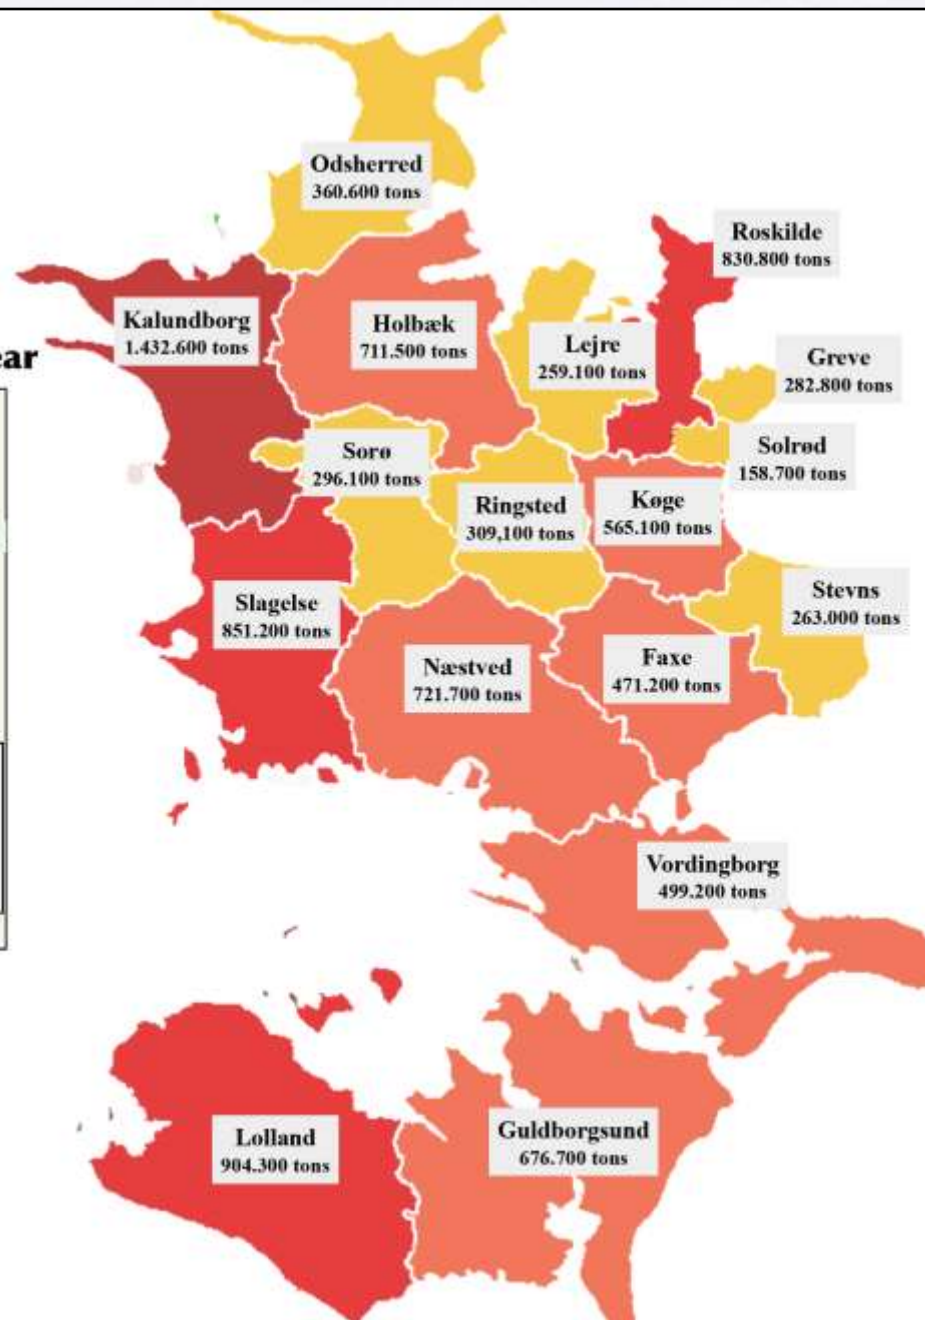 Odsherred
360.600 tons
Roskilde
830.800 tons
Kalundborg
1.432.600 tons
Holbæk
711.500 tons
Lejre
259.100 tons
Greve
282.800 tons
Sorø
296.100 tons
Solrød
158.700 tons
Ringsted
309,100 tons
Køge
565.100 tons
Slagelse
851.200 tons
Stevns
263.000 tons
Næstved
721.700 tons
Faxe
471.200 tons
Vordingborg
499.200 tons
Lolland
904.300 tons
Guldborgsund
676.700 tons